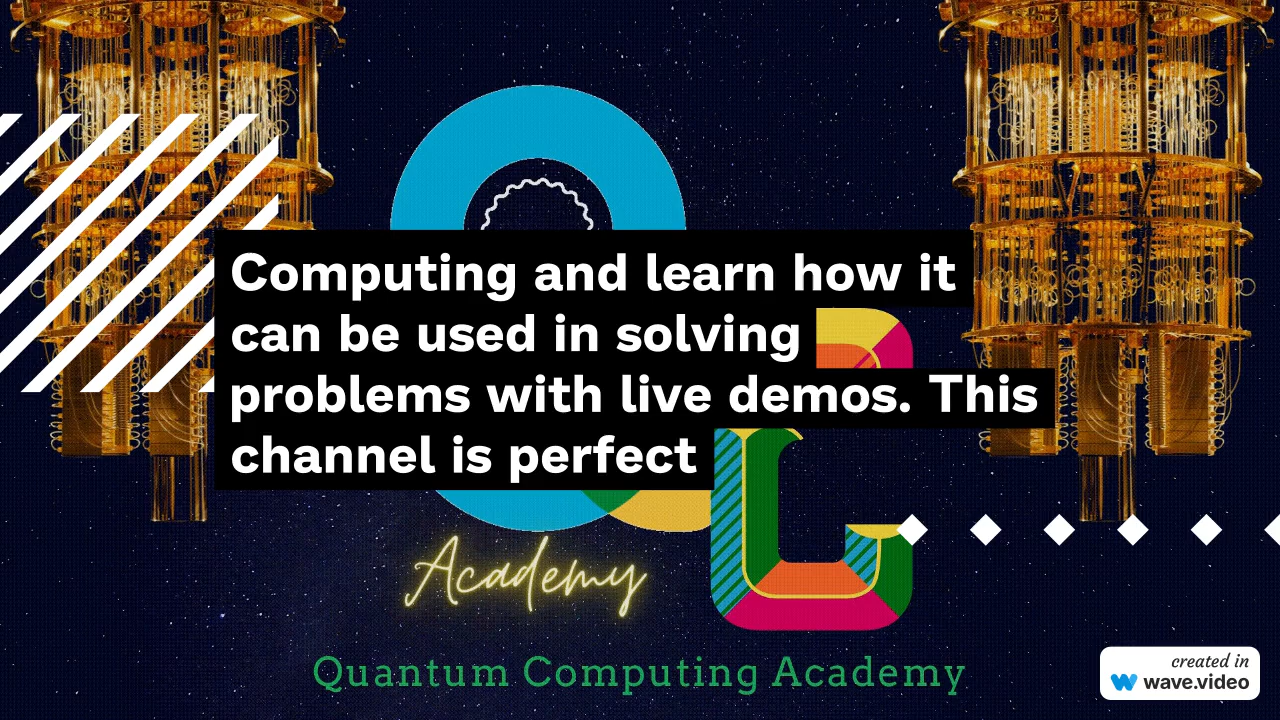 Computing and learn how it
can be used in solving
problems with live demos. This
channel is perfect
Academy
Quantum Computing Academy
created in
wave.video